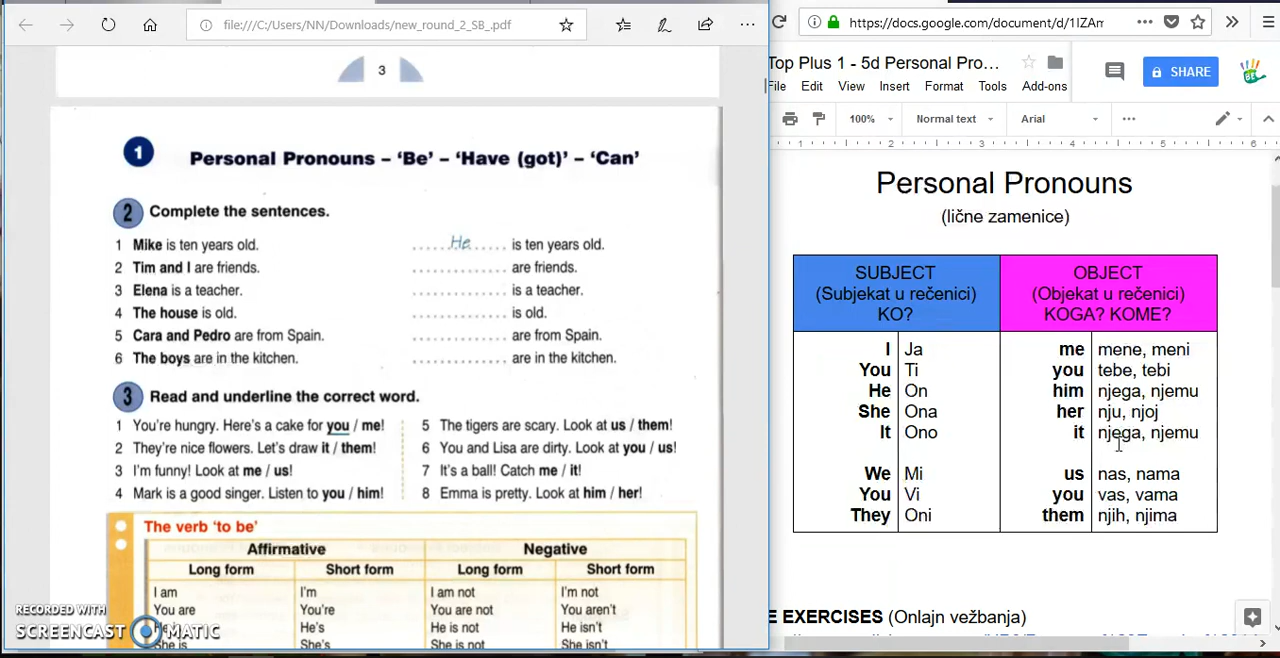 file:///C:/Users/NN/Downloads/new_round_2_SB_.pdf
3
1
Personal Pronouns – ‘Be’ – ‘Have (got)’ – ‘Can’
2 Complete the sentences.
1 Mike is ten years old. ......He...... is ten years old.
2 Tim and I are friends. .............. are friends.
3 Elena is a teacher. .............. is a teacher.
4 The house is old. .............. is old.
5 Cara and Pedro are from Spain. .............. are from Spain.
6 The boys are in the kitchen. .............. are in the kitchen.
3 Read and underline the correct word.
1 You're hungry. Here's a cake for you / me!
2 They're nice flowers. Let's draw it / them!
3 I'm funny! Look at me / us!
4 Mark is a good singer. Listen to you / him!
5 The tigers are scary. Look at us / them!
6 You and Lisa are dirty. Look at you / us!
7 It's a ball! Catch me / it!
8 Emma is pretty. Look at him / her!
The verb ‘to be’
Affirmative Negative
Long form Short form Long form Short form
I am I'm I am not I'm not
You are You're You are not You aren't
He's He is not He isn't
She is She's She is not She isn't
RECORDED WITH
SCREENCAST MATIC
https://docs.google.com/document/d/1IZAm
Top Plus 1 - 5d Personal Pro...
SHARE
File Edit View Insert Format Tools Add-ons
100% Normal text Arial
1 2 3 4 5 6
Personal Pronouns
(lične zamenice)
SUBJECT OBJECT
(Subjekat u rečenici) (Objekat u rečenici)
KO? KOGA? KOME?
I Ja me mene, meni
You Ti you tebe, tebi
He On him njega, njemu
She Ona her nju, njoj
It Ono it njega, njemu
We Mi us nas, nama
You Vi you vas, vama
They Oni them njih, njima
E EXERCISES (Onlajn vežbanja)